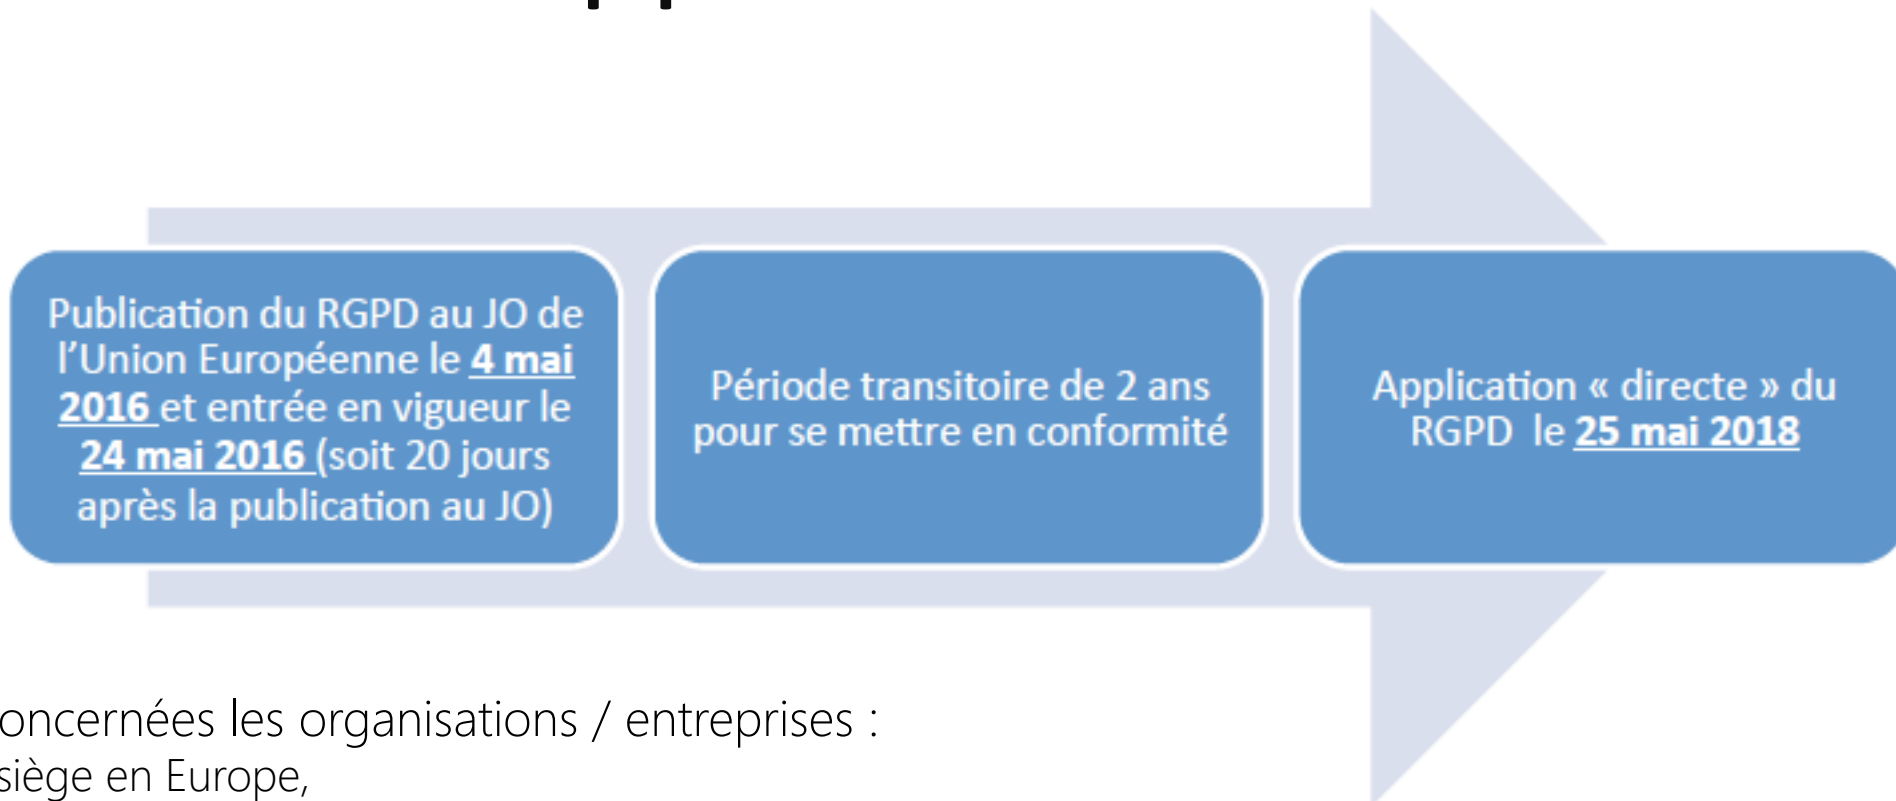 Publication du RGPD au JO de
l’Union Européenne le 4 mai
2016 et entrée en vigueur le
24 mai 2016 (soit 20 jours
après la publication au JO)
Période transitoire de 2 ans
pour se mettre en conformité
Application « directe » du
RGPD le 25 mai 2018
oncernées les organisations / entreprises :
siège en Europe,